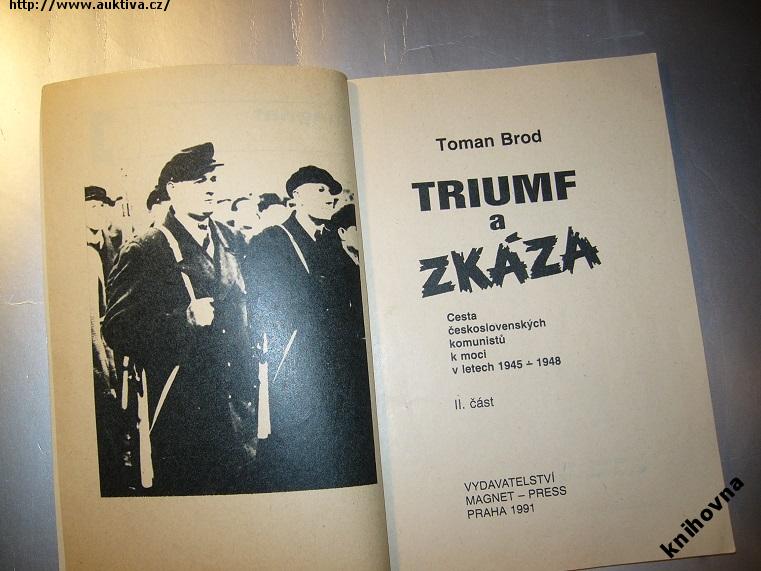 http://www.auktiva.cz/
Toman Brod
TRIUMF
a
ZKÁZA
Cesta
československých
komunistů
k moci
v letech 1945 – 1948
II. část
VYDAVATELSTVÍ
MAGNET – PRESS
PRAHA 1991
knihovna